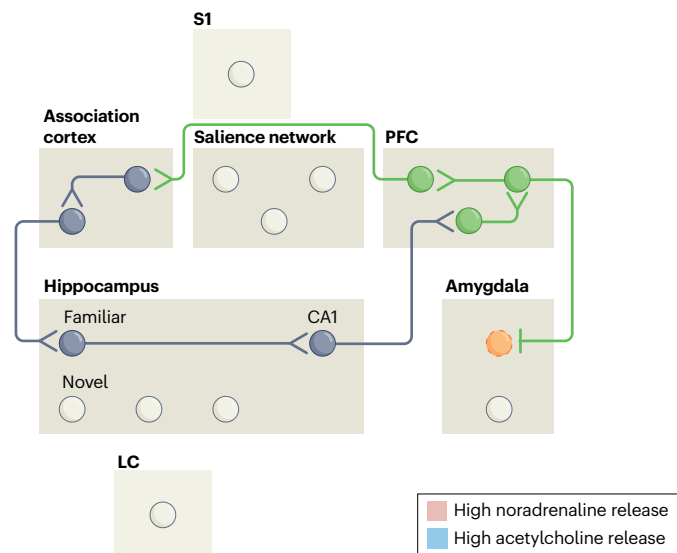 S1
Association
cortex
Salience network
PFC
Hippocampus
Amygdala
Familiar
CA1
Novel
LC
High noradrenaline release
High acetylcholine release